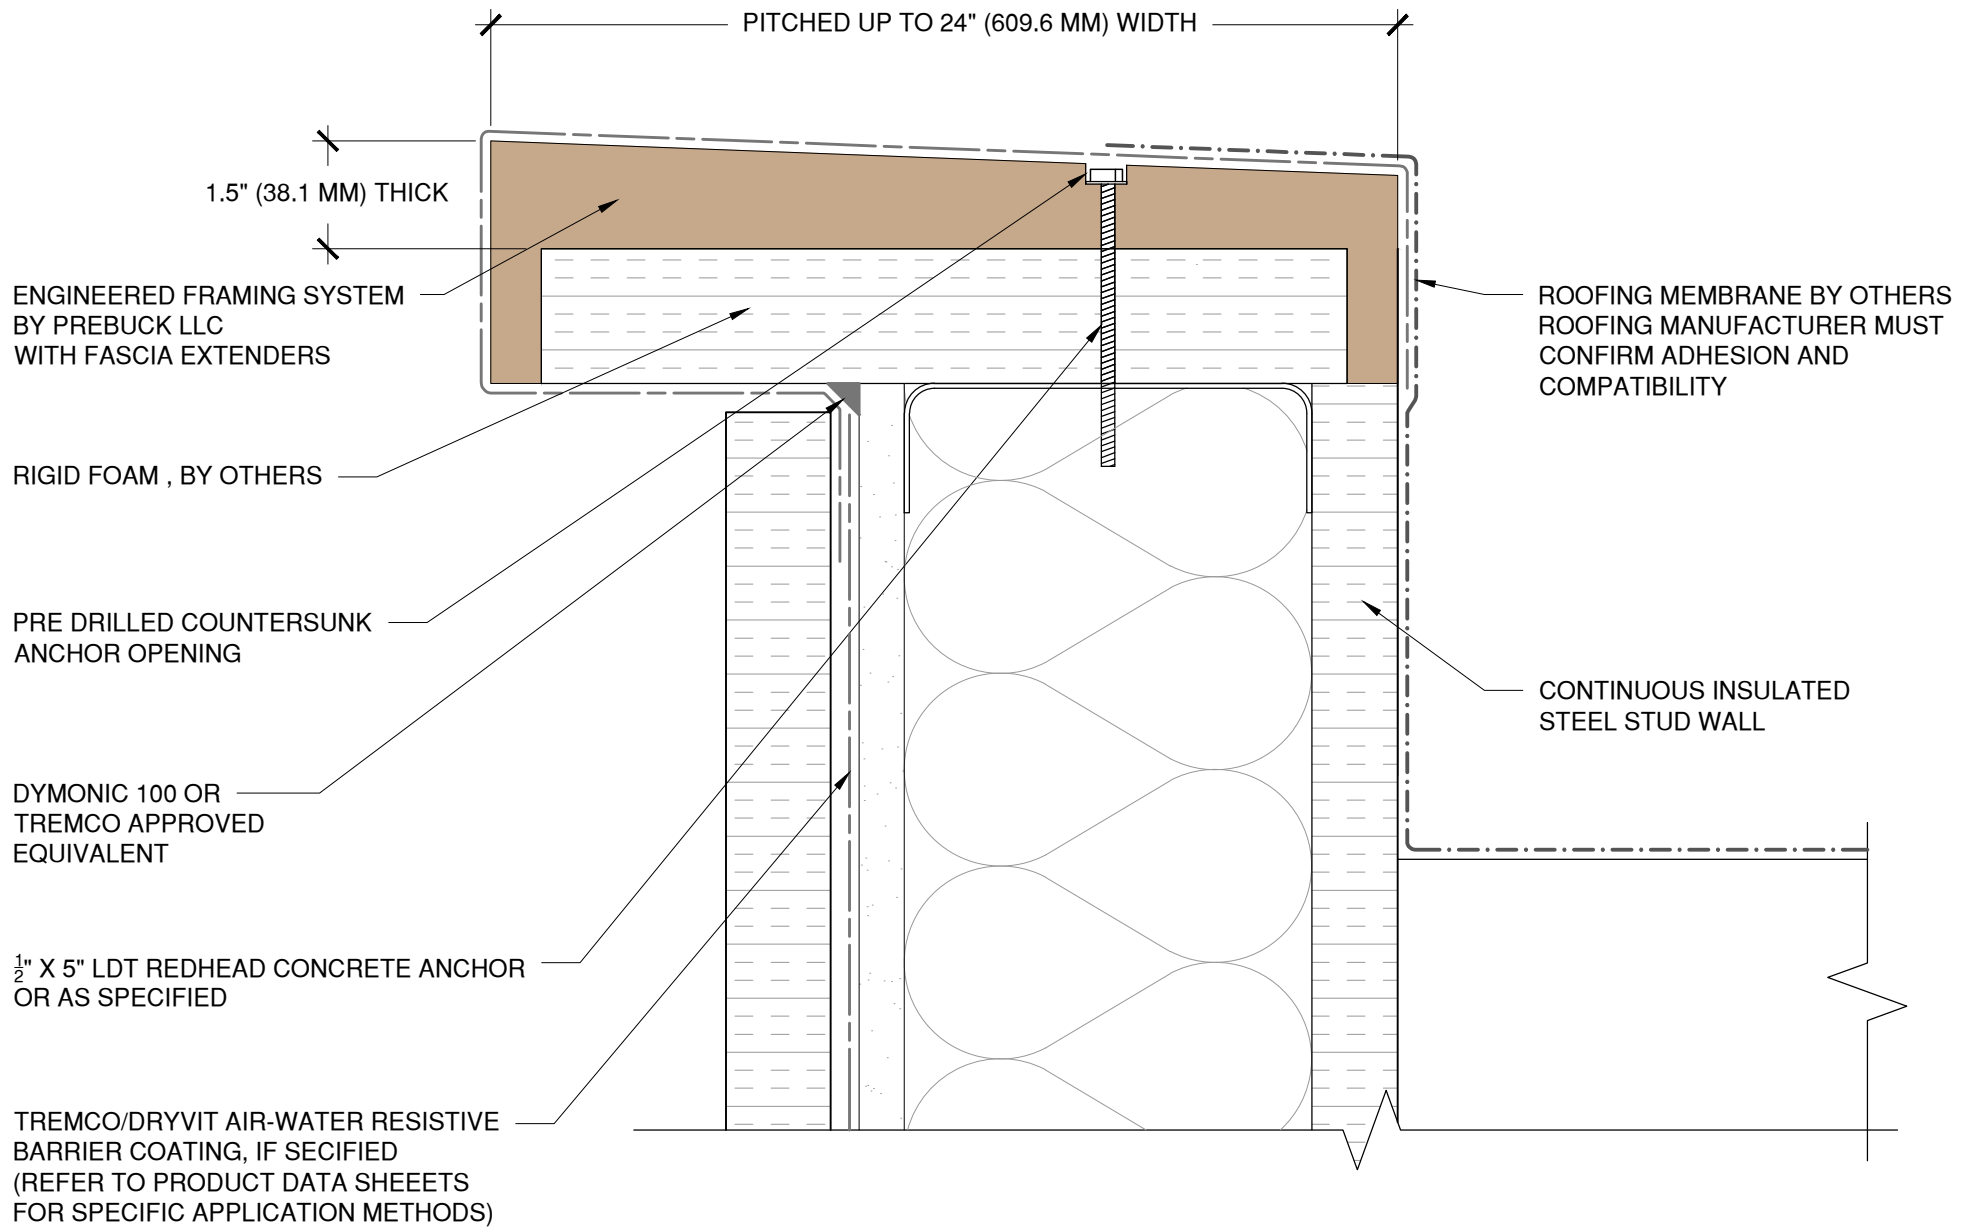 PITCHED UP TO 24" (609.6 MM) WIDTH
1.5" (38.1 MM) THICK
ENGINEERED FRAMING SYSTEM
BY PREBUCK LLC
WITH FASCIA EXTENDERS
ROOFING MEMBRANE BY OTHERS
ROOFING MANUFACTURER MUST
CONFIRM ADHESION AND
COMPATIBILITY
RIGID FOAM , BY OTHERS
PRE DRILLED COUNTERSUNK
ANCHOR OPENING
CONTINUOUS INSULATED
STEEL STUD WALL
DYMONIC 100 OR
TREMCO APPROVED
EQUIVALENT
1/2" X 5" LDT REDHEAD CONCRETE ANCHOR
OR AS SPECIFIED
TREMCO/DRYVIT AIR-WATER RESISTIVE
BARRIER COATING, IF SECIFIED
(REFER TO PRODUCT DATA SHEEETS
FOR SPECIFIC APPLICATION METHODS)